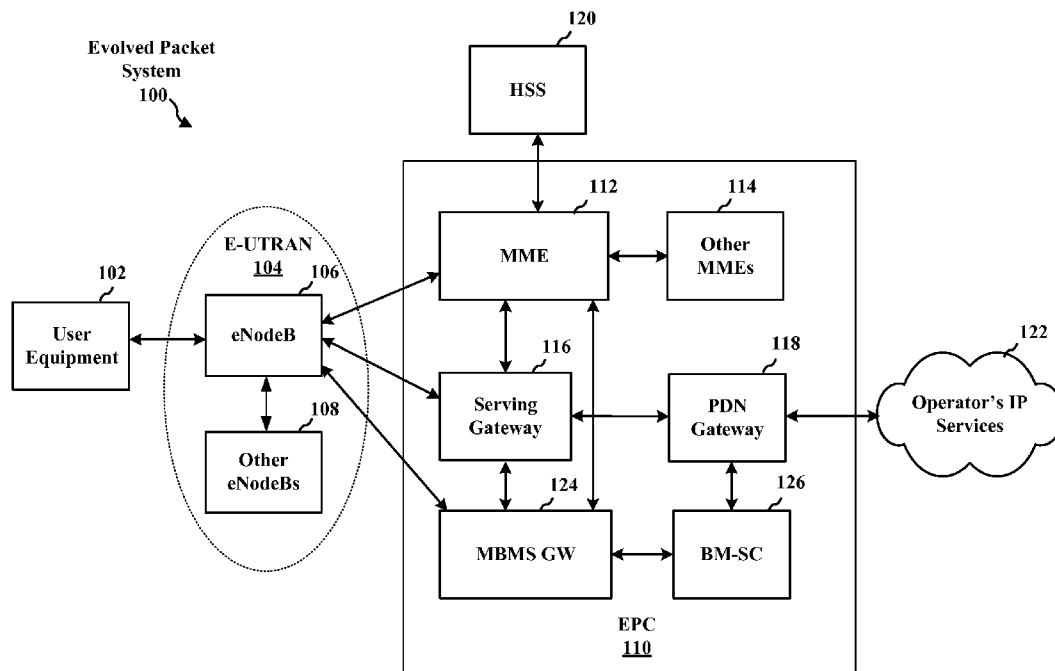 Evolved Packet
System
100
120
HSS
112
MME
114
Other
MMEs
E-UTRAN
104
102
User
Equipment
106
eNodeB
108
Other
eNodeBs
116
Serving
Gateway
118
PDN
Gateway
122
Operator's IP
Services
124
MBMS GW
126
BM-SC
EPC
110